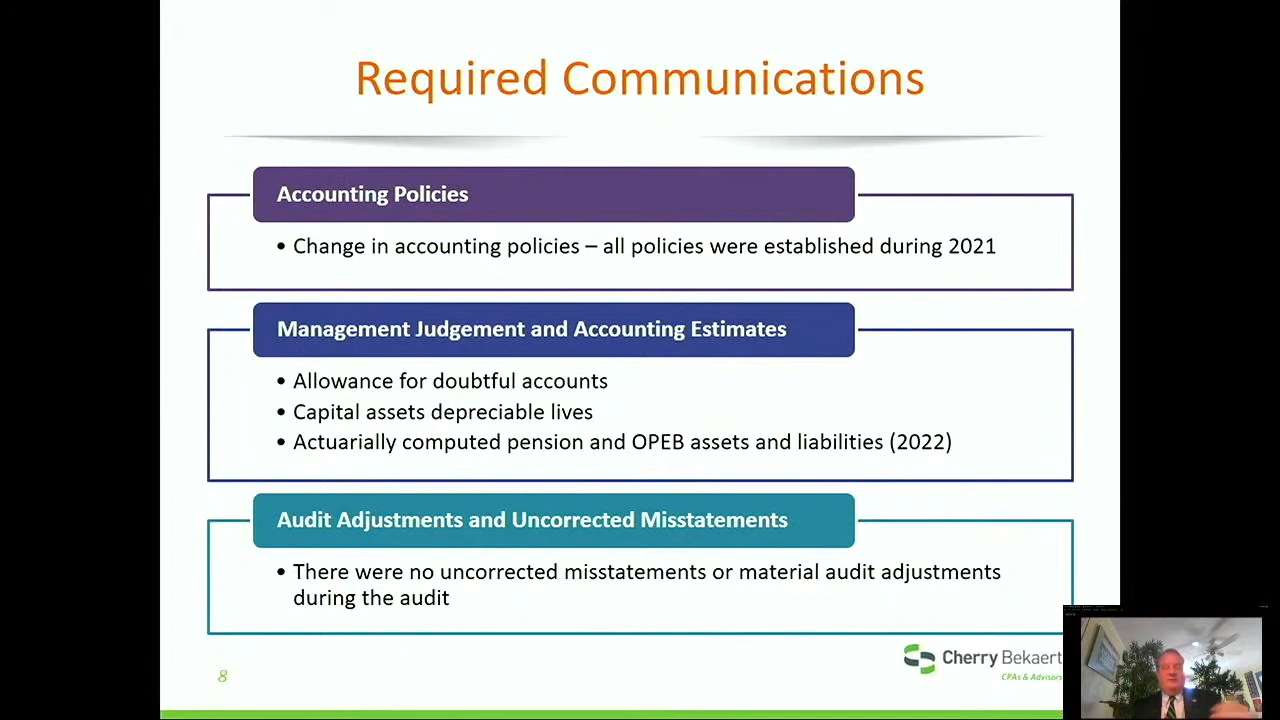 Required Communications
Accounting Policies
• Change in accounting policies – all policies were established during 2021
Management Judgement and Accounting Estimates
• Allowance for doubtful accounts
• Capital assets depreciable lives
• Actuarially computed pension and OPEB assets and liabilities (2022)
Audit Adjustments and Uncorrected Misstatements
• There were no uncorrected misstatements or material audit adjustments
during the audit
Cherry Bekaert
CPAs & Advisors
8